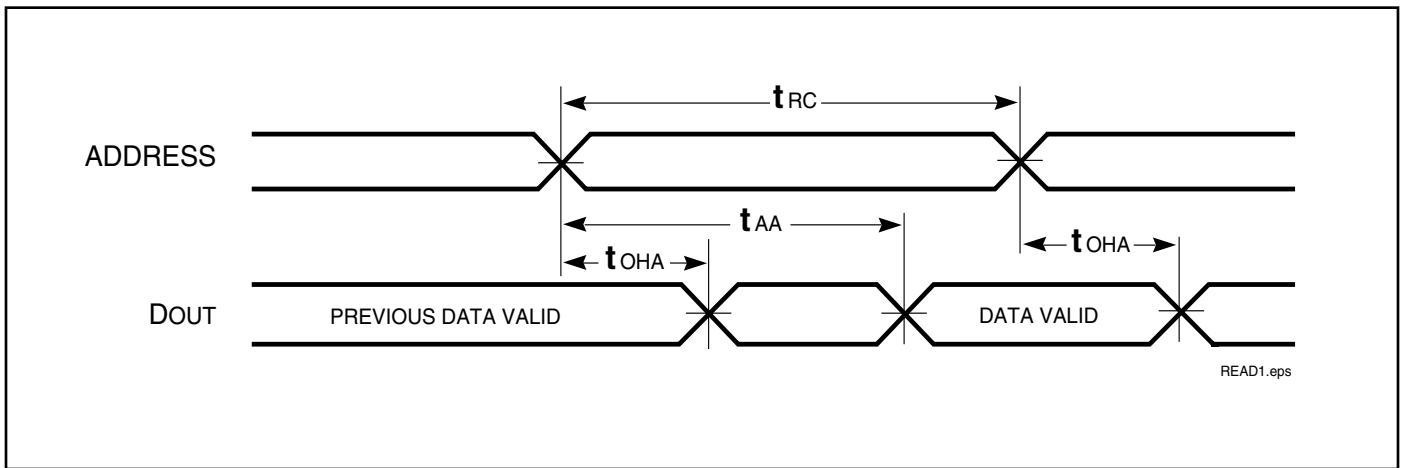 tRC
ADDRESS
tAA
tOHA
tOHA
DOUT
PREVIOUS DATA VALID
DATA VALID
READ1.eps